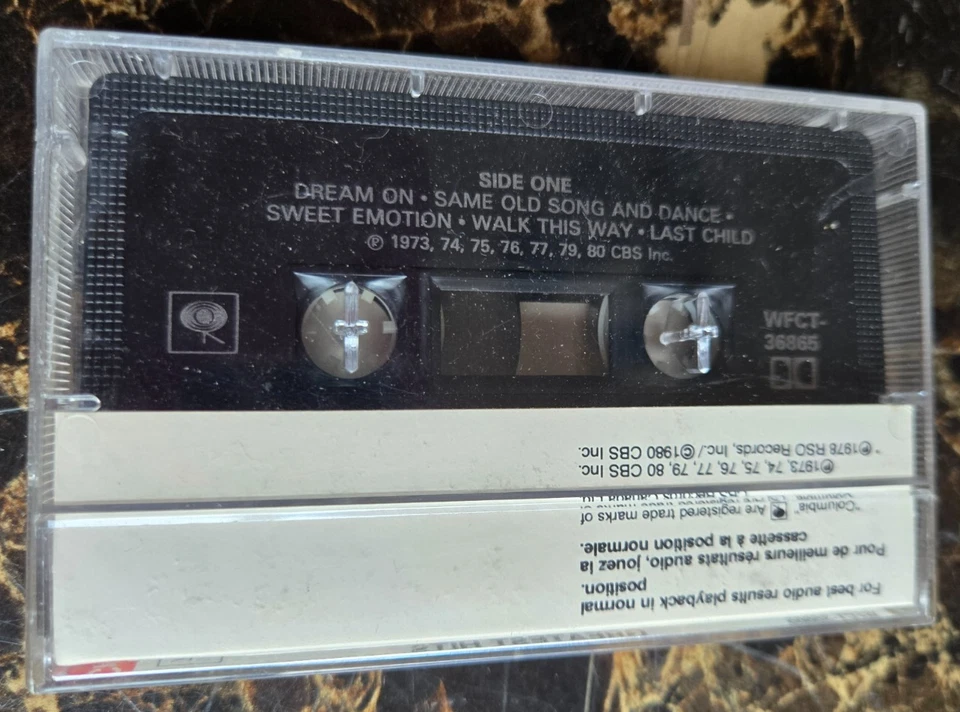 SIDE ONE
DREAM ON • SAME OLD SONG AND DANCE •
SWEET EMOTION • WALK THIS WAY • LAST CHILD
℗ 1973, 74, 75, 76, 77, 79, 80 CBS Inc.
WFCT-
36865
For best audio results playback in normal
position.
Pour de meilleurs résultats audio, jouez la
cassette à la position normale.
"Columbia" Are registered trade marks of
℗1973, 74, 75, 76, 77, 79, 80 CBS Inc.
*℗1978 RSO Records, Inc./©1980 CBS Inc.